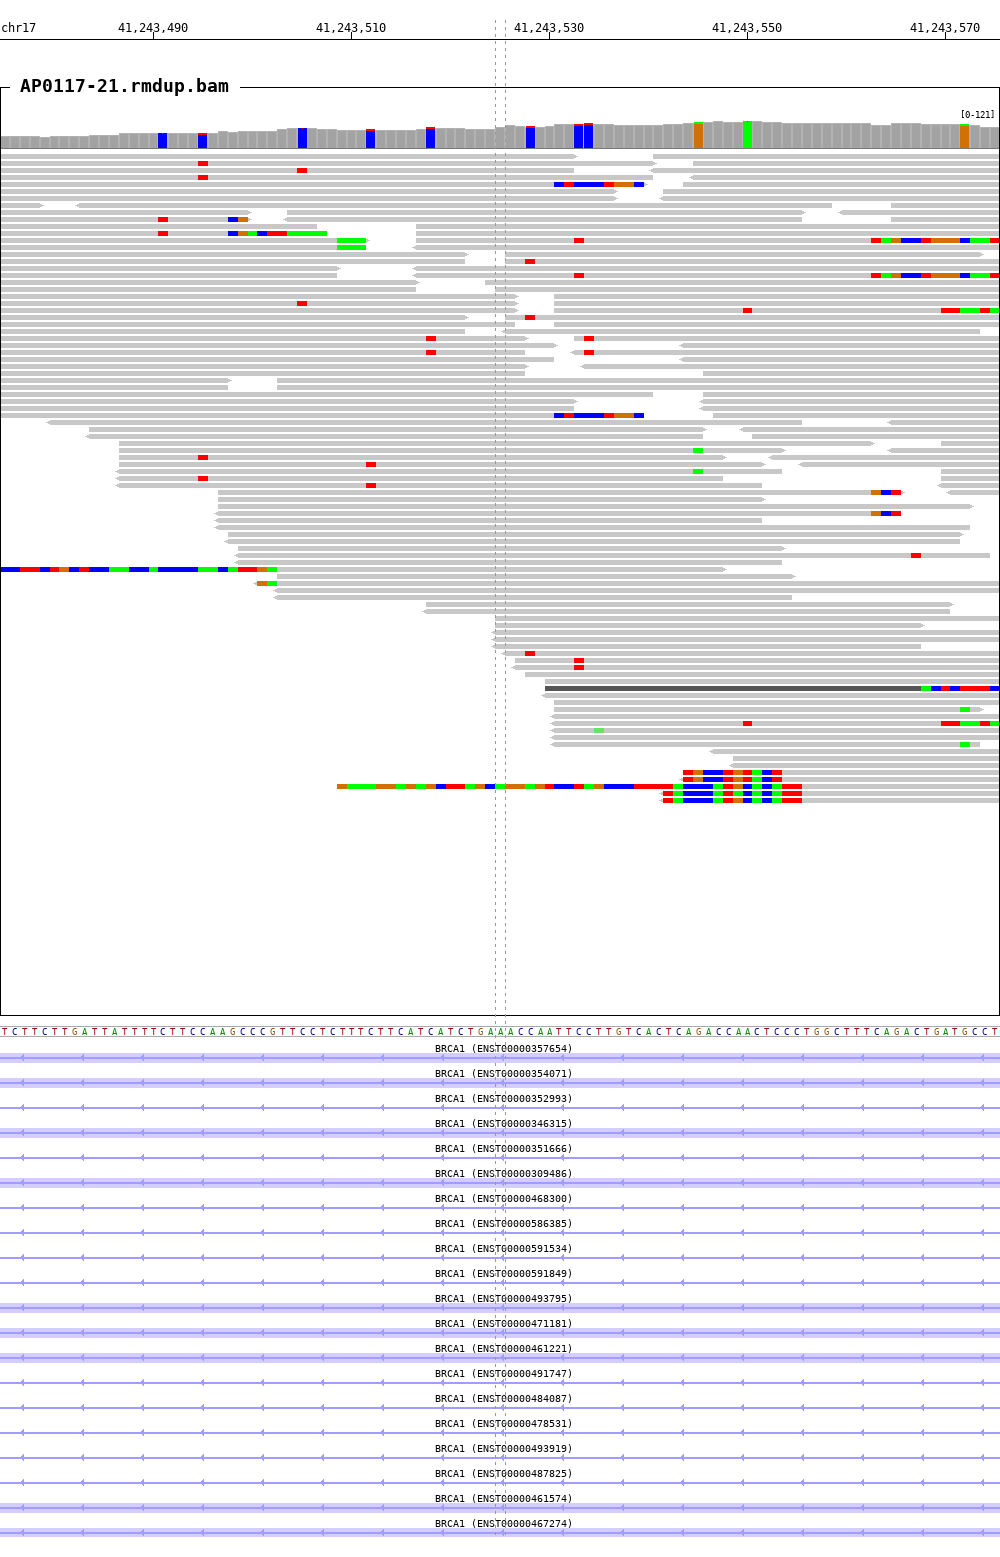 chr17 41,243,490 41,243,510 41,243,530 41,243,550 41,243,570
AP0117-21.rmdup.bam
[0-121]
T C T T C T T G A T T A T T T T C T T C C A A G C C C G T T C C T C T T T C T T C A T C A T C T G A A A C C A A T T C C T T G T C A C T C A G A C C A A C T C C C T G G C T T T C A G A C T G A T G C C T
BRCA1 (ENST00000357654)
BRCA1 (ENST00000354071)
BRCA1 (ENST00000352993)
BRCA1 (ENST00000346315)
BRCA1 (ENST00000351666)
BRCA1 (ENST00000309486)
BRCA1 (ENST00000468300)
BRCA1 (ENST00000586385)
BRCA1 (ENST00000591534)
BRCA1 (ENST00000591849)
BRCA1 (ENST00000493795)
BRCA1 (ENST00000471181)
BRCA1 (ENST00000461221)
BRCA1 (ENST00000491747)
BRCA1 (ENST00000484087)
BRCA1 (ENST00000478531)
BRCA1 (ENST00000493919)
BRCA1 (ENST00000487825)
BRCA1 (ENST00000461574)
BRCA1 (ENST00000467274)